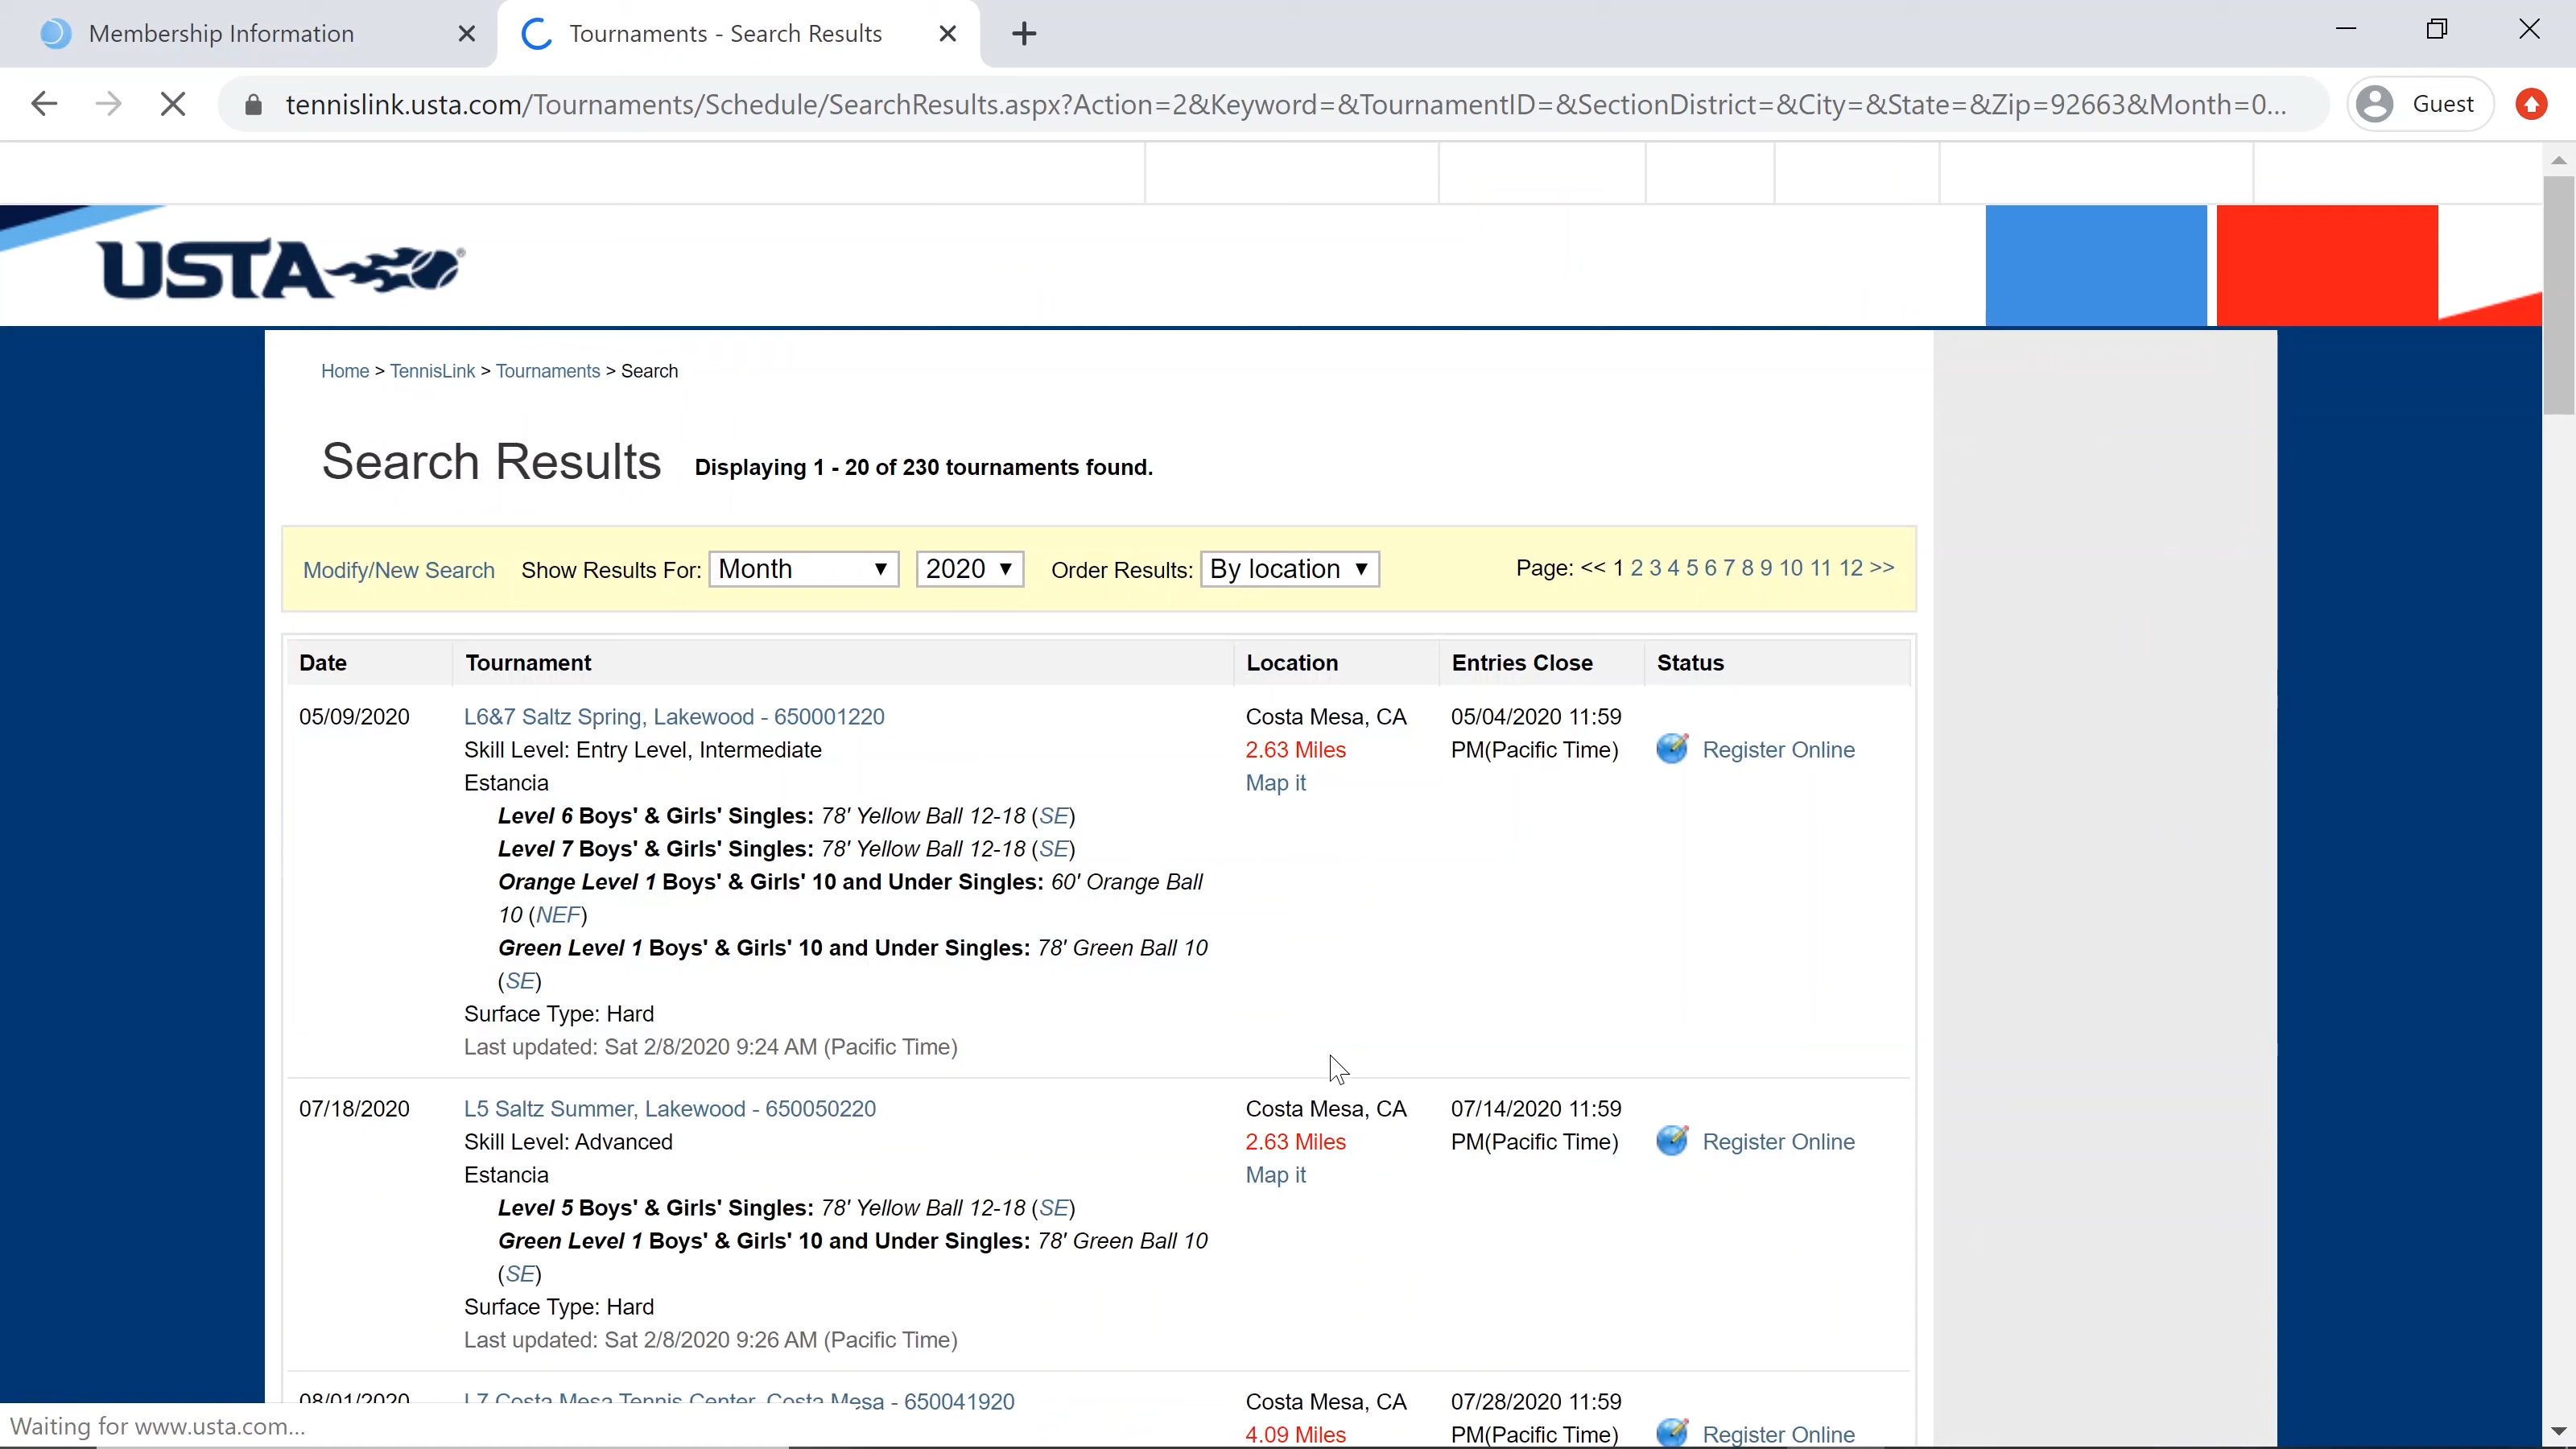 Membership Information
Tournaments - Search Results
tennislink.usta.com/Tournaments/Schedule/SearchResults.aspx?Action=2&Keyword=&TournamentID=&SectionDistrict=&City=&State=&Zip=92663&Month=0...
Guest
USTA
Home > TennisLink > Tournaments > Search
Search Results Displaying 1 - 20 of 230 tournaments found.
Modify/New Search Show Results For: Month 2020 Order Results: By location Page: << 1 2 3 4 5 6 7 8 9 10 11 12 >>
Date Tournament Location Entries Close Status
05/09/2020 L6&7 Saltz Spring, Lakewood - 650001220 Costa Mesa, CA 05/04/2020 11:59
Skill Level: Entry Level, Intermediate 2.63 Miles PM(Pacific Time) Register Online
Estancia Map it
Level 6 Boys' & Girls' Singles: 78' Yellow Ball 12-18 (SE)
Level 7 Boys' & Girls' Singles: 78' Yellow Ball 12-18 (SE)
Orange Level 1 Boys' & Girls' 10 and Under Singles: 60' Orange Ball
10 (NEF)
Green Level 1 Boys' & Girls' 10 and Under Singles: 78' Green Ball 10
(SE)
Surface Type: Hard
Last updated: Sat 2/8/2020 9:24 AM (Pacific Time)
07/18/2020 L5 Saltz Summer, Lakewood - 650050220 Costa Mesa, CA 07/14/2020 11:59
Skill Level: Advanced 2.63 Miles PM(Pacific Time) Register Online
Estancia Map it
Level 5 Boys' & Girls' Singles: 78' Yellow Ball 12-18 (SE)
Green Level 1 Boys' & Girls' 10 and Under Singles: 78' Green Ball 10
(SE)
Surface Type: Hard
Last updated: Sat 2/8/2020 9:26 AM (Pacific Time)
08/01/2020 L7 Costa Mesa Tennis Center, Costa Mesa - 650041920 Costa Mesa, CA 07/28/2020 11:59
4.09 Miles PM(Pacific Time) Register Online
Waiting for www.usta.com...